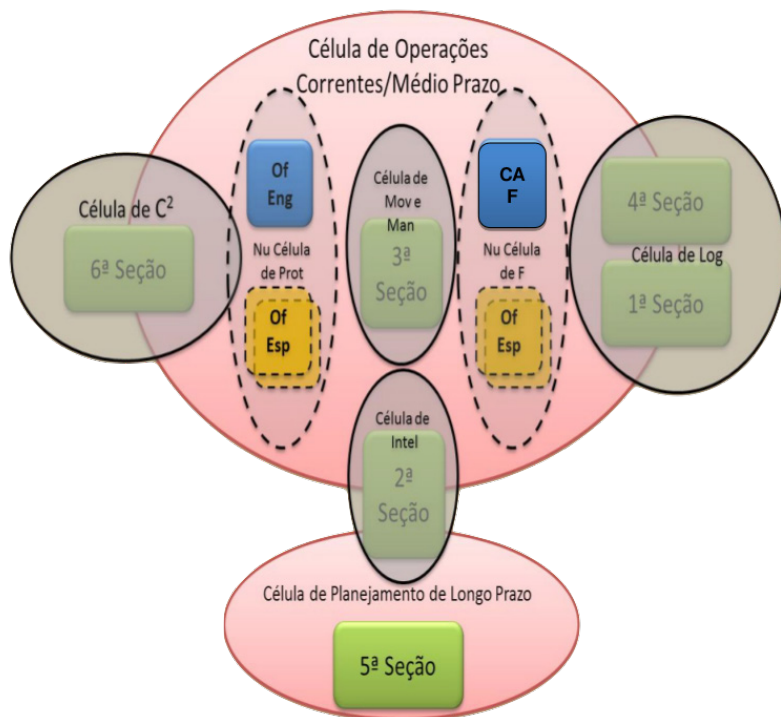 Célula de Operações
Correntes/Médio Prazo
Of
Eng
Nu Célula
de Prot
Of
Esp
Célula de C²
6ª Seção
Célula de
Mov e
Man
3ª
Seção
CA
F
Nu Célula
de F
Of
Esp
4ª Seção
Célula de Log
1ª Seção
Célula de
Intel
2ª
Seção
Célula de Planejamento de Longo Prazo
5ª Seção